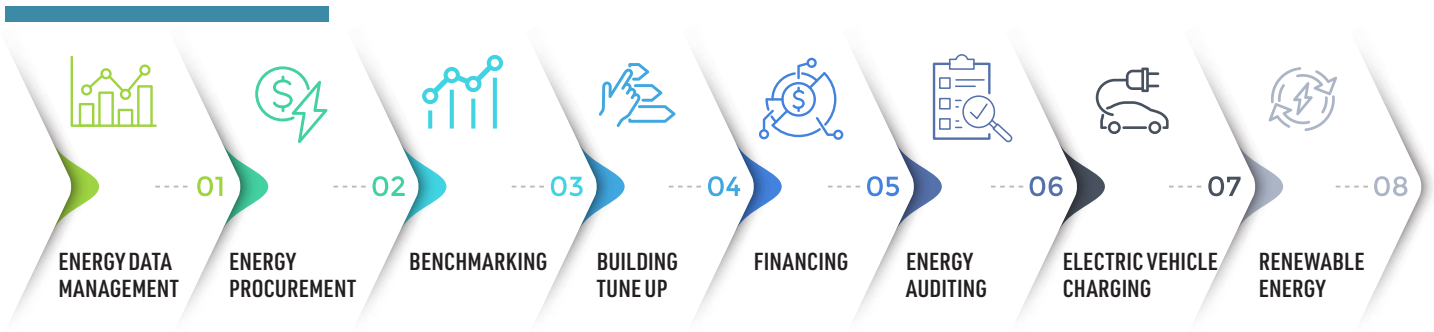 $
$
01
02
03
04
05
06
07
08
ENERGY DATA
MANAGEMENT
ENERGY
PROCUREMENT
BENCHMARKING
BUILDING
TUNE UP
FINANCING
ENERGY
AUDITING
ELECTRIC VEHICLE
CHARGING
RENEWABLE
ENERGY